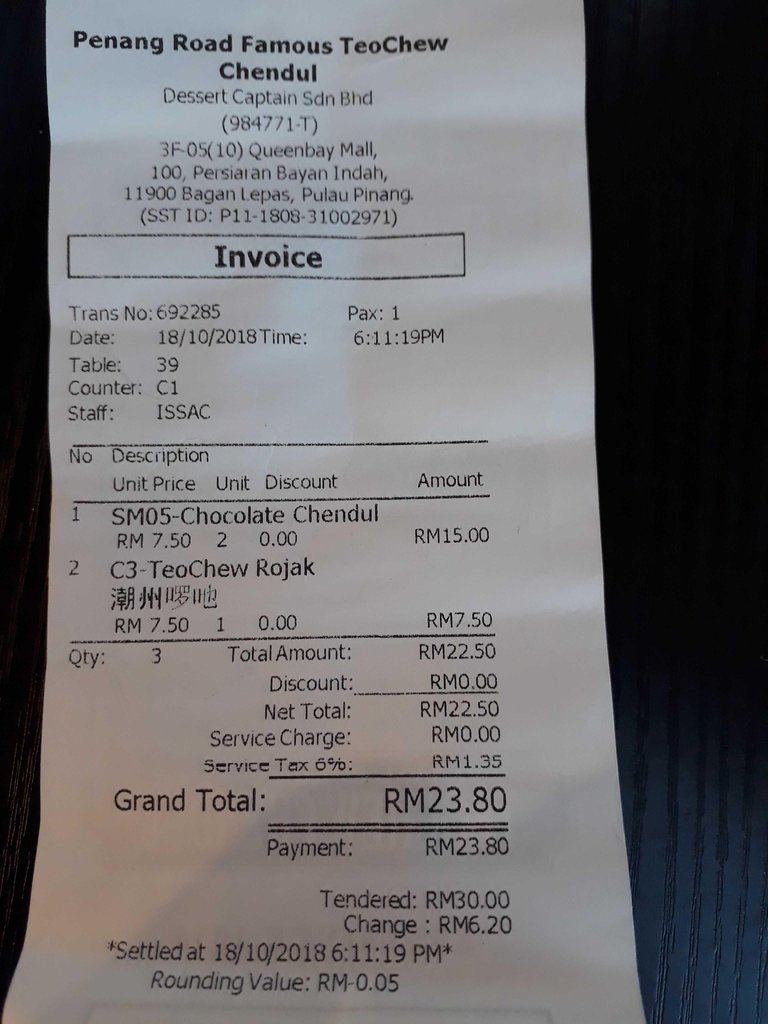 Penang Road Famous TeoChew
Chendul
Dessert Captain Sdn Bhd
(984771-T)
3F-05(10) Queenbay Mall,
100, Persiaran Bayan Indah,
11900 Bagan Lepas, Pulau Pinang.
(SST ID: P11-1808-31002971)
Invoice
Trans No: 692285 Pax: 1
Date: 18/10/2018 Time: 6:11:19PM
Table: 39
Counter: C1
Staff: ISSAC
No Description
Unit Price Unit Discount Amount
1 SM05-Chocolate Chendul
RM 7.50 2 0.00 RM15.00
2 C3-TeoChew Rojak
潮州啰吔
RM 7.50 1 0.00 RM7.50
Qty: 3 Total Amount: RM22.50
Discount: RM0.00
Net Total: RM22.50
Service Charge: RM0.00
Service Tax 6%: RM1.35
Grand Total: RM23.80
Payment: RM23.80
Tendered: RM30.00
Change : RM6.20
*Settled at 18/10/2018 6:11:19 PM*
Rounding Value: RM-0.05